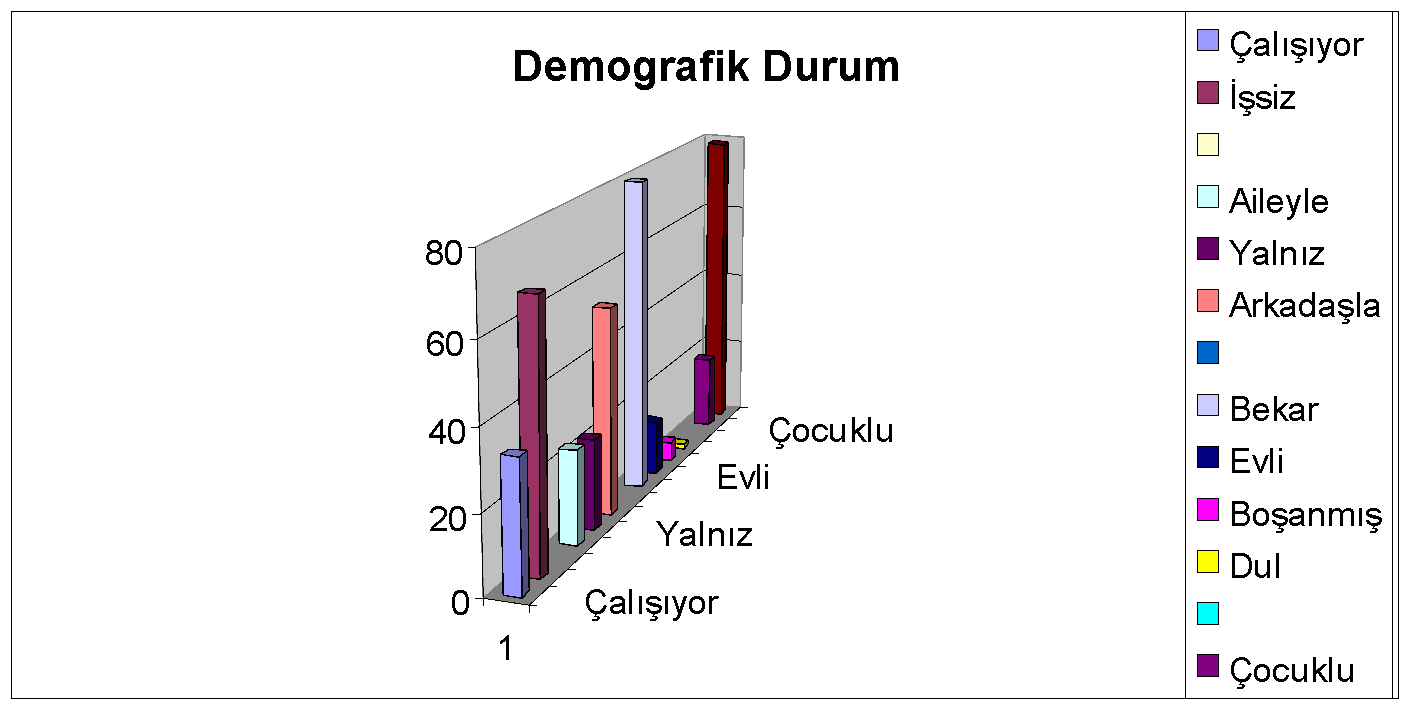 Demografik Durum
80
60
40
20
0
1
Çalışıyor
Yalnız
Evli
Çocuklu
Çalışıyor
İşsiz
Aileyle
Yalnız
Arkadaşla
Bekar
Evli
Boşanmış
Dul
Çocuklu